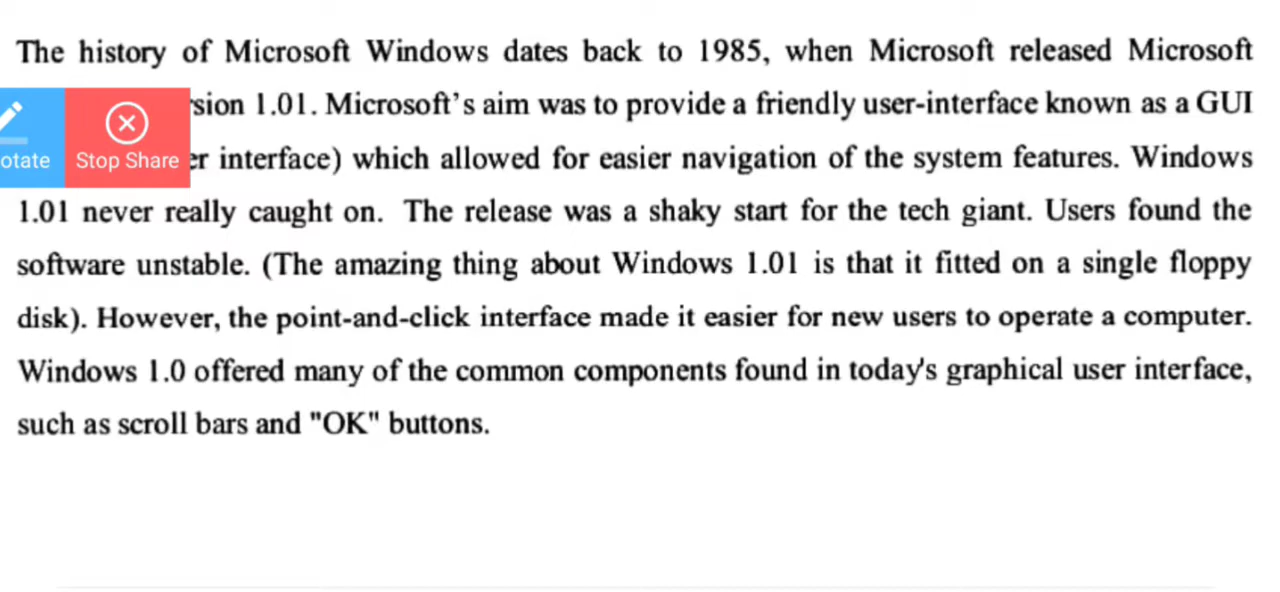 The history of Microsoft Windows dates back to 1985, when Microsoft released Microsoft
sion 1.01. Microsoft’s aim was to provide a friendly user-interface known as a GUI
otate Stop Share er interface) which allowed for easier navigation of the system features. Windows
1.01 never really caught on. The release was a shaky start for the tech giant. Users found the
software unstable. (The amazing thing about Windows 1.01 is that it fitted on a single floppy
disk). However, the point-and-click interface made it easier for new users to operate a computer.
Windows 1.0 offered many of the common components found in today's graphical user interface,
such as scroll bars and "OK" buttons.